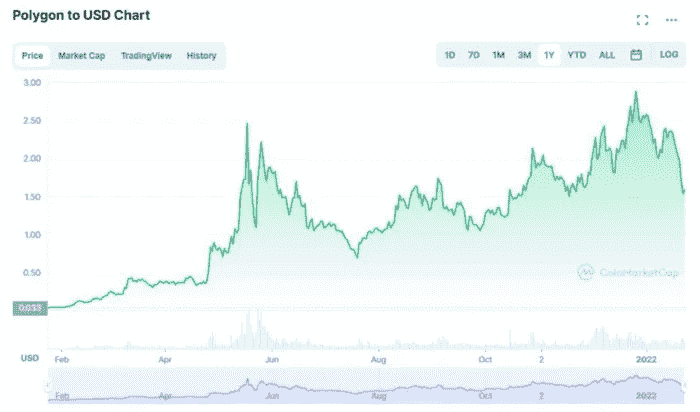 Polygon to USD Chart
Price Market Cap TradingView History
1D 7D 1M 3M 1Y YTD ALL LOG
3.00
2.50
2.00
1.50
1.00
0.50
0.033
CoinMarketCap
USD Feb Apr Jun Aug Oct 2 2022
Feb Apr Jun Aug Oct 2 2022